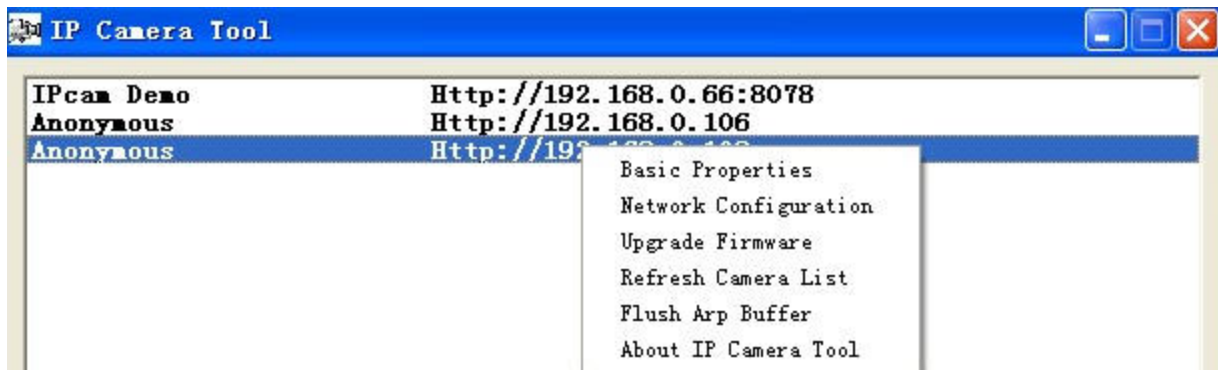 IP Camera Tool
IPcam Demo Http://192.168.0.66:8078
Anonymous Http://192.168.0.106
Anonymous Http://192
Basic Properties
Network Configuration
Upgrade Firmware
Refresh Camera List
Flush Arp Buffer
About IP Camera Tool